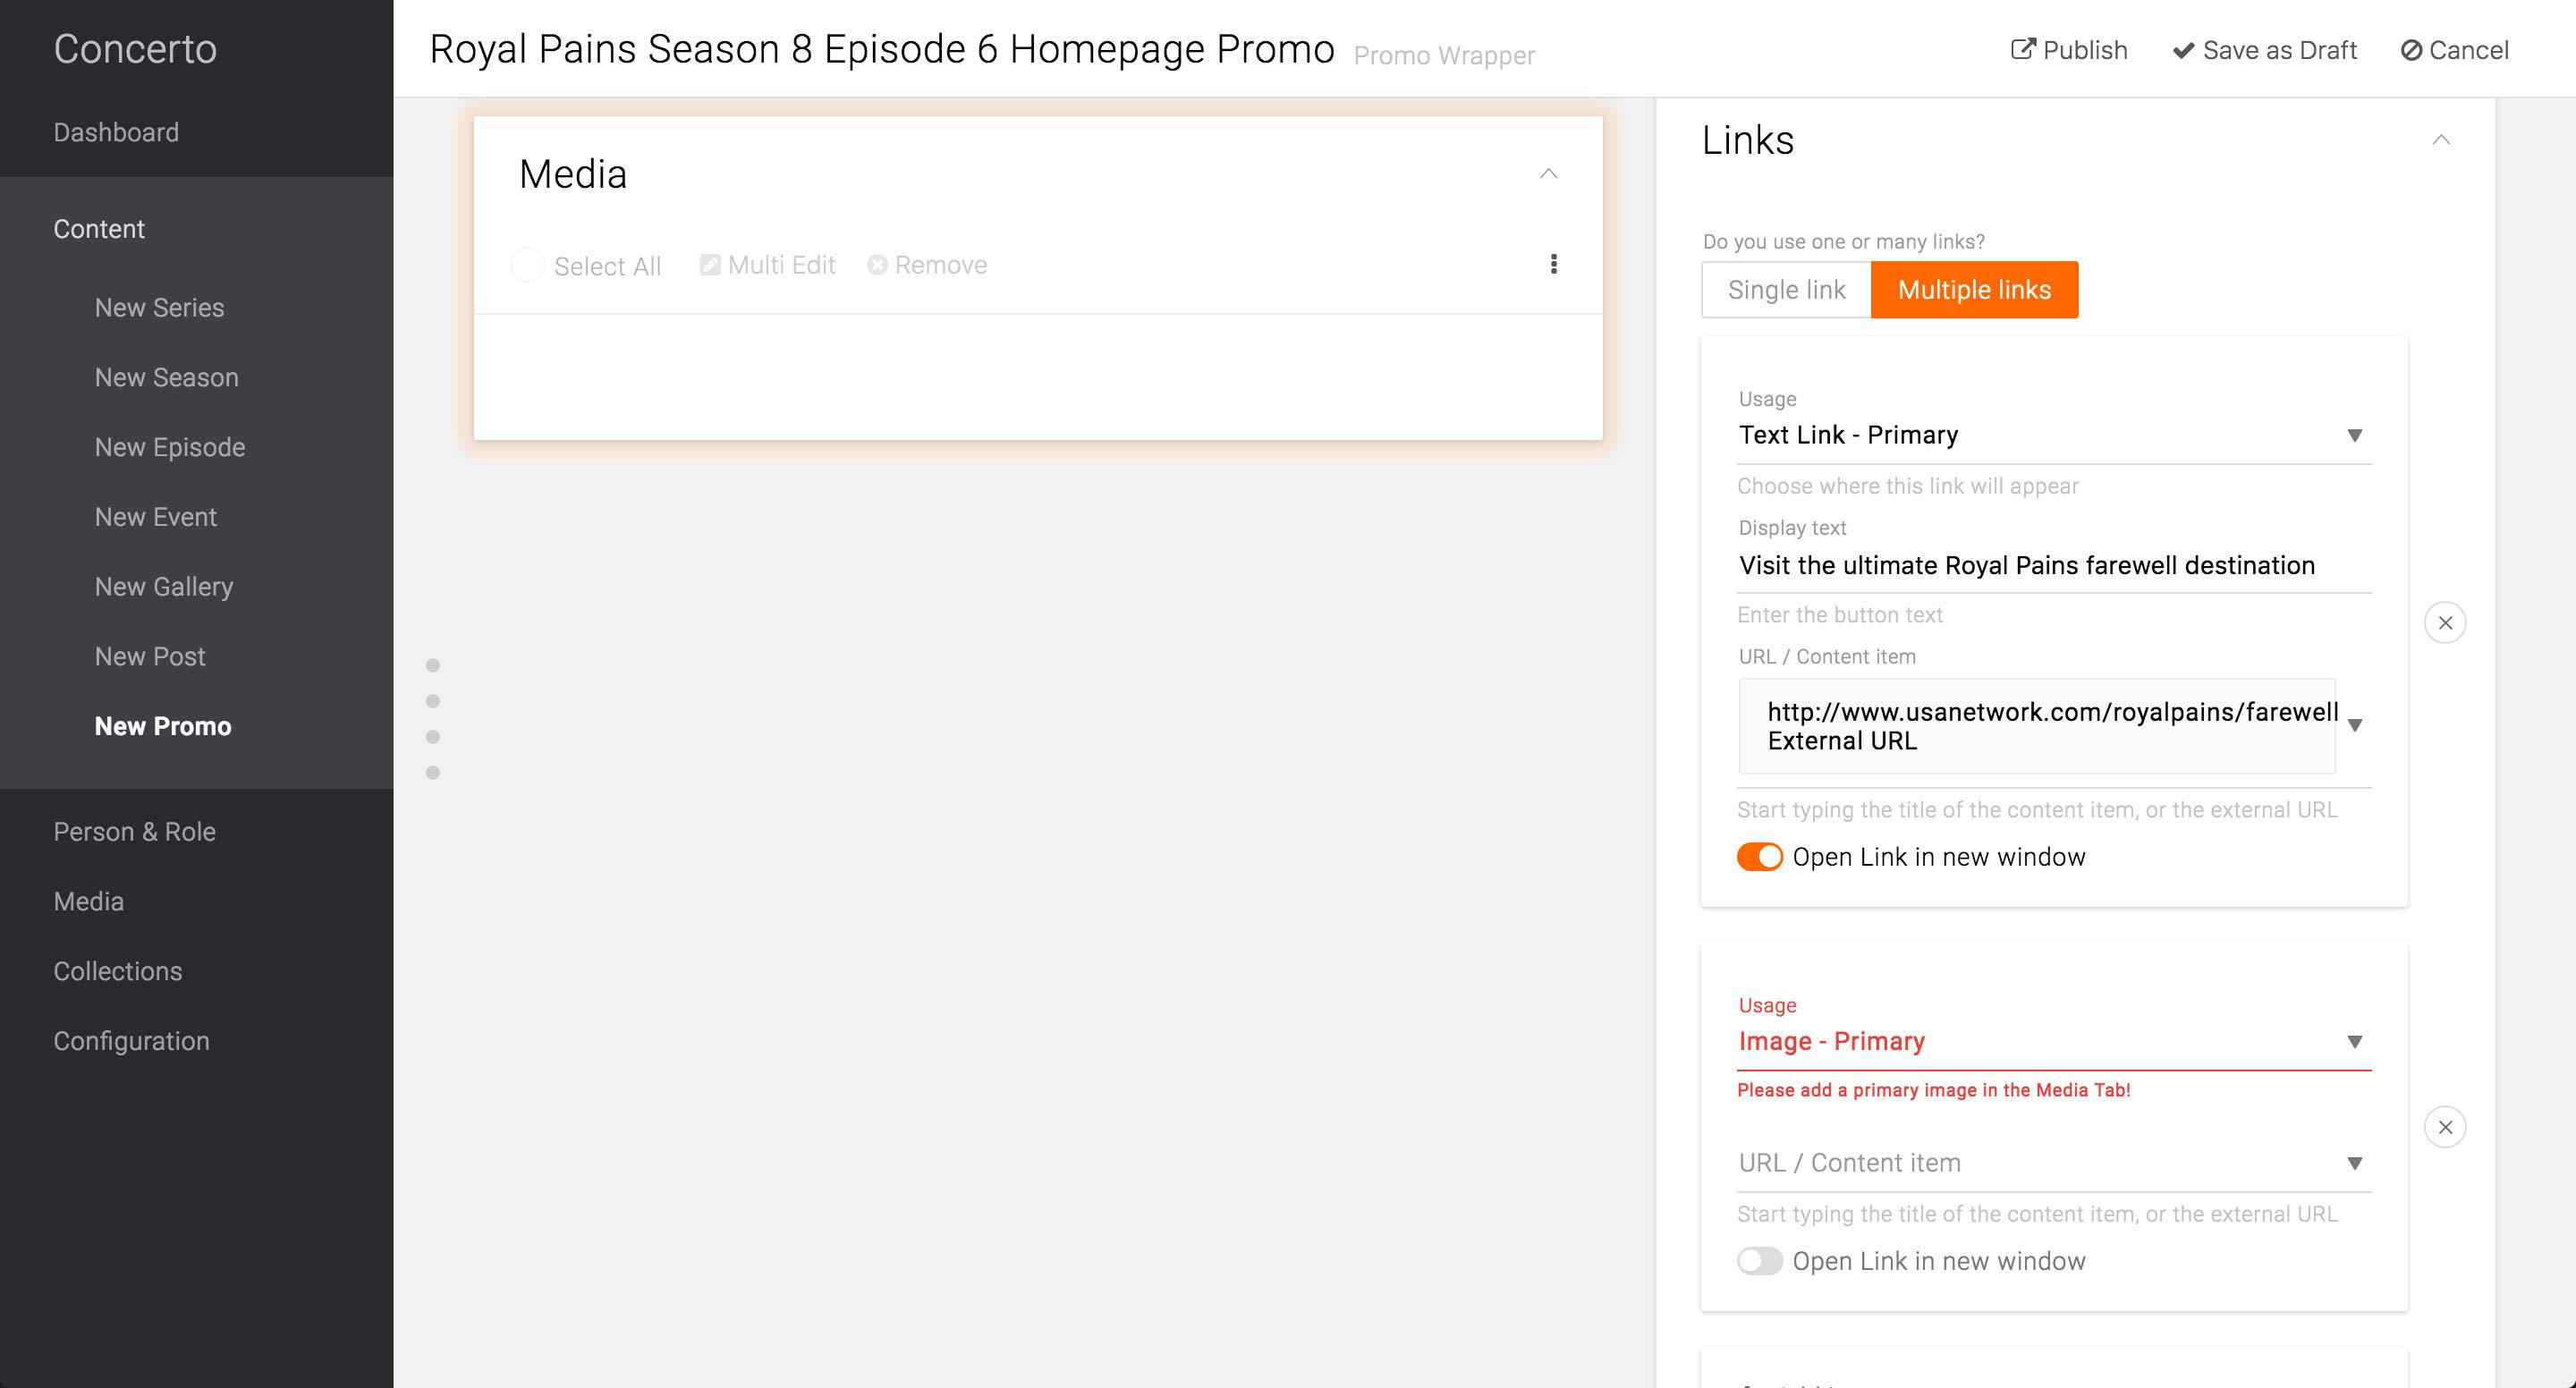 Concerto
Dashboard
Content
New Series
New Season
New Episode
New Event
New Gallery
New Post
New Promo
Person & Role
Media
Collections
Configuration
Royal Pains Season 8 Episode 6 Homepage Promo Promo Wrapper
Publish Save as Draft Cancel
Media
Select All Multi Edit Remove
Links
Do you use one or many links?
Single link Multiple links
Usage
Text Link - Primary
Choose where this link will appear
Display text
Visit the ultimate Royal Pains farewell destination
Enter the button text
URL / Content item
http://www.usanetwork.com/royalpains/farewell
External URL
Start typing the title of the content item, or the external URL
Open Link in new window
Usage
Image - Primary
Please add a primary image in the Media Tab!
URL / Content item
Start typing the title of the content item, or the external URL
Open Link in new window